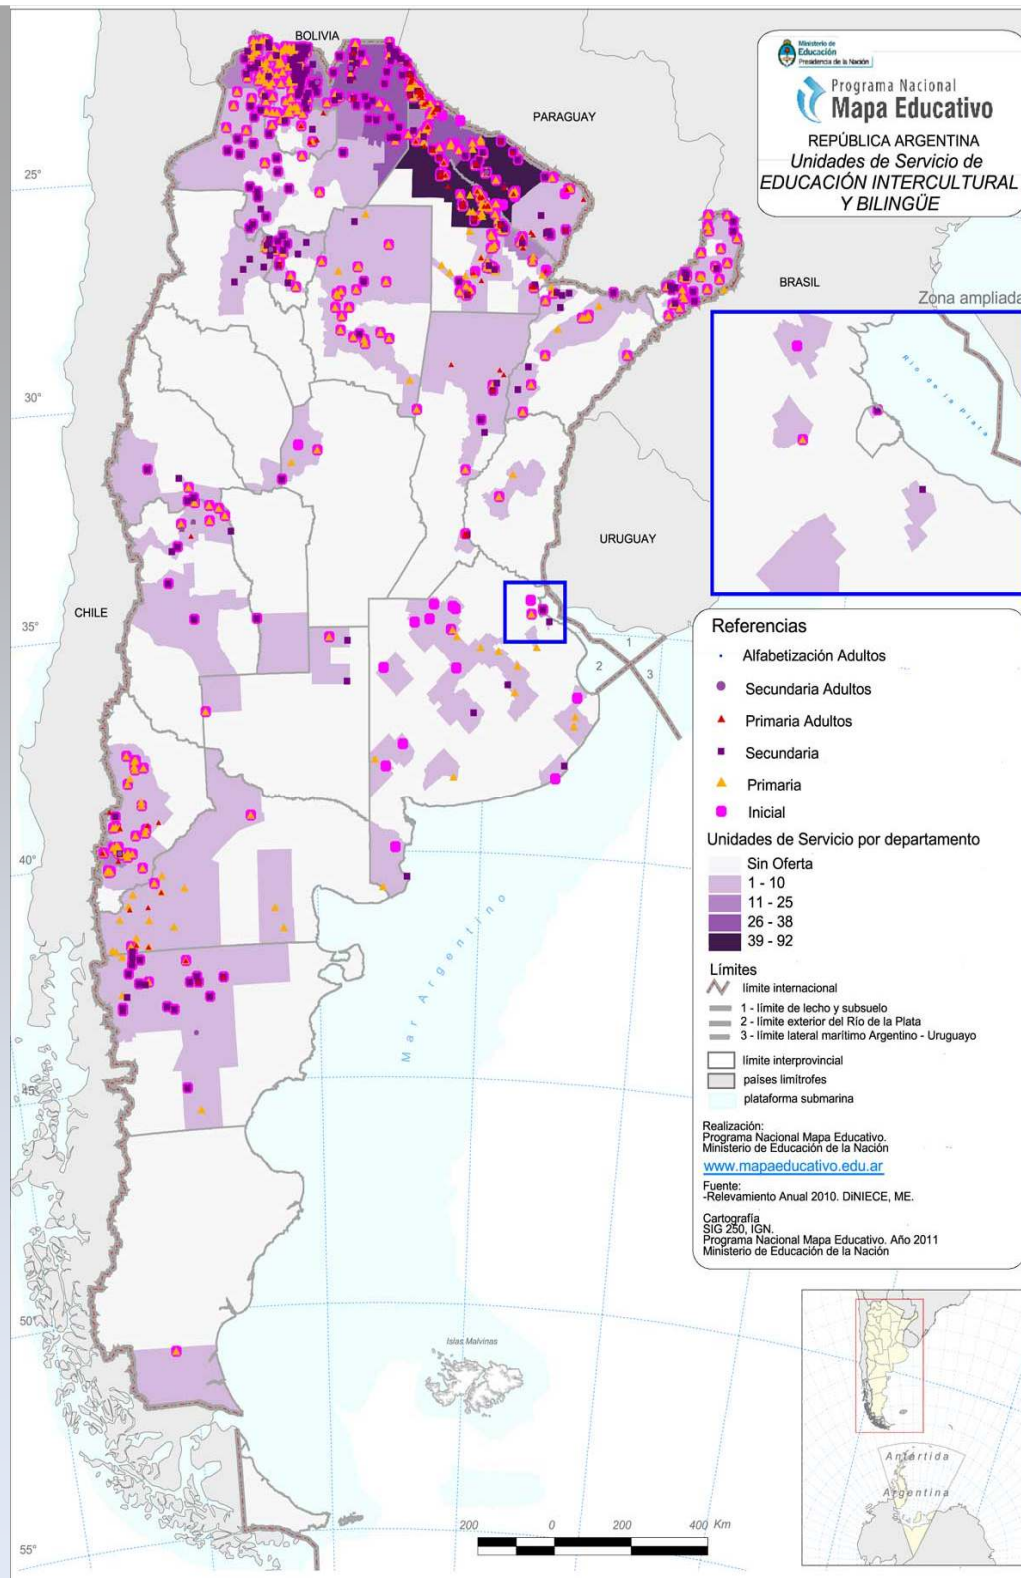 BOLIVIA
PARAGUAY
BRASIL
URUGUAY
CHILE
25°
30°
35°
40°
45°
50°
55°
Ministerio de
Educación
Presidencia de la Nación
Programa Nacional
Mapa Educativo
REPÚBLICA ARGENTINA
Unidades de Servicio de
EDUCACIÓN INTERCULTURAL
Y BILINGÜE
Zona ampliada
Río de la Plata
1
2
3
Mar Argentino
Islas Malvinas
Referencias
Alfabetización Adultos
Secundaria Adultos
Primaria Adultos
Secundaria
Primaria
Inicial
Unidades de Servicio por departamento
Sin Oferta
1 - 10
11 - 25
26 - 38
39 - 92
Límites
límite internacional
1 - límite de lecho y subsuelo
2 - límite exterior del Río de la Plata
3 - límite lateral marítimo Argentino - Uruguayo
límite interprovincial
países limítrofes
plataforma submarina
Realización:
Programa Nacional Mapa Educativo.
Ministerio de Educación de la Nación
www.mapaeducativo.edu.ar
Fuente:
-Relevamiento Anual 2010. DiNIECE, ME.
Cartografía
SIG 250, IGN.
Programa Nacional Mapa Educativo. Año 2011
Ministerio de Educación de la Nación
200 0 200 400 Km
Antártida
Argentina